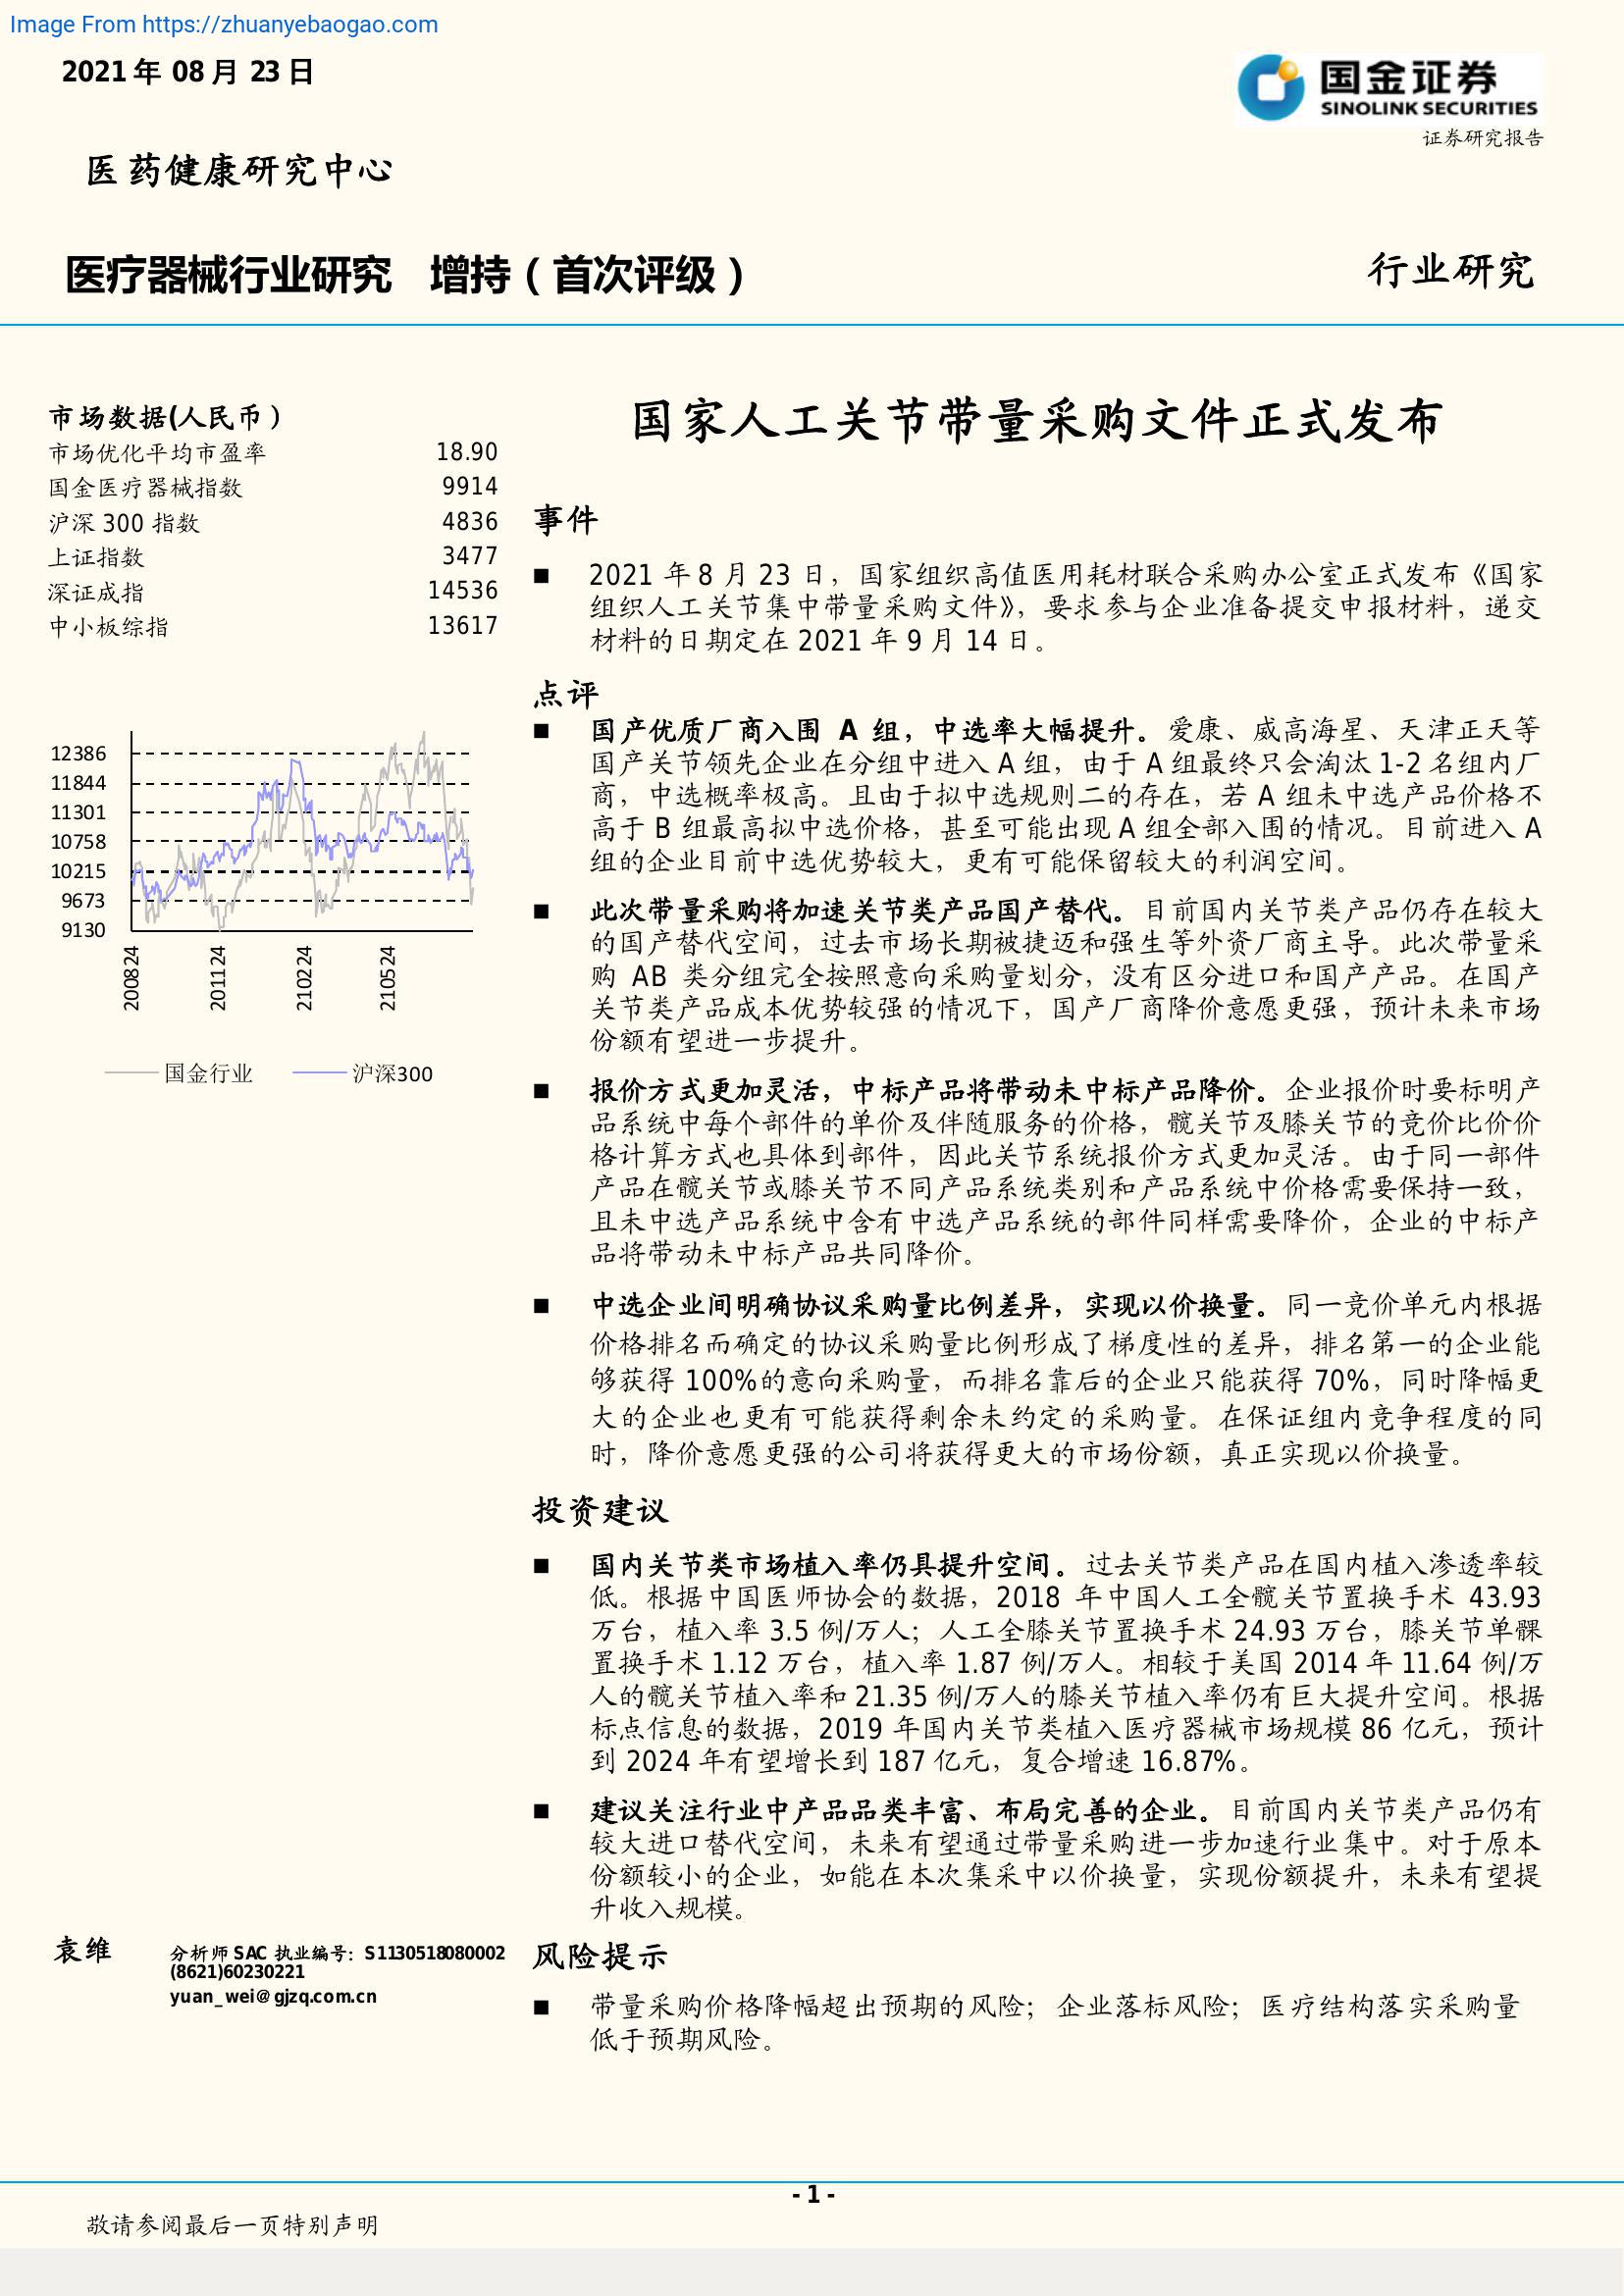 Image From https://zhuanyebaogao.com
2021 年 08 月 23 日
国金证券
SINOLINK SECURITIES
证券研究报告
医药健康研究中心
医疗器械行业研究 增持（首次评级）
行业研究
市场数据(人民币）
市场优化平均市盈率 18.90
国金医疗器械指数 9914
沪深 300 指数 4836
上证指数 3477
深证成指 14536
中小板综指 13617
12386
11844
11301
10758
10215
9673
9130
200824
201124
210224
210524
国金行业 沪深300
袁维
分析师 SAC 执业编号：S1130518080002
(8621)60230221
yuan_wei@gjzq.com.cn
国家人工关节带量采购文件正式发布
事件
■ 2021 年 8 月 23 日，国家组织高值医用耗材联合采购办公室正式发布《国家
组织人工关节集中带量采购文件》，要求参与企业准备提交申报材料，递交
材料的日期定在 2021 年 9 月 14 日。
点评
■ 国产优质厂商入围 A 组，中选率大幅提升。爱康、威高海星、天津正天等
国产关节领先企业在分组中进入 A 组，由于 A 组最终只会淘汰 1-2 名组内厂
商，中选概率极高。且由于拟中选规则二的存在，若 A 组未中选产品价格不
高于 B 组最高拟中选价格，甚至可能出现 A 组全部入围的情况。目前进入 A
组的企业目前中选优势较大，更有可能保留较大的利润空间。
■ 此次带量采购将加速关节类产品国产替代。目前国内关节类产品仍存在较大
的国产替代空间，过去市场长期被捷迈和强生等外资厂商主导。此次带量采
购 AB 类分组完全按照意向采购量划分，没有区分进口和国产产品。在国产
关节类产品成本优势较强的情况下，国产厂商降价意愿更强，预计未来市场
份额有望进一步提升。
■ 报价方式更加灵活，中标产品将带动未中标产品降价。企业报价时要标明产
品系统中每个部件的单价及伴随服务的价格，髋关节及膝关节的竞价比价价
格计算方式也具体到部件，因此关节系统报价方式更加灵活。由于同一部件
产品在髋关节或膝关节不同产品系统类别和产品系统中价格需要保持一致，
且未中选产品系统中含有中选产品系统的部件同样需要降价，企业的中标产
品将带动未中标产品共同降价。
■ 中选企业间明确协议采购量比例差异，实现以价换量。同一竞价单元内根据
价格排名而确定的协议采购量比例形成了梯度性的差异，排名第一的企业能
够获得 100%的意向采购量，而排名靠后的企业只能获得 70%，同时降幅更
大的企业也更有可能获得剩余未约定的采购量。在保证组内竞争程度的同
时，降价意愿更强的公司将获得更大的市场份额，真正实现以价换量。
投资建议
■ 国内关节类市场植入率仍具提升空间。过去关节类产品在国内植入渗透率较
低。根据中国医师协会的数据，2018 年中国人工全髋关节置换手术 43.93
万台，植入率 3.5 例/万人；人工全膝关节置换手术 24.93 万台，膝关节单髁
置换手术 1.12 万台，植入率 1.87 例/万人。相较于美国 2014 年 11.64 例/万
人的髋关节植入率和 21.35 例/万人的膝关节植入率仍有巨大提升空间。根据
标点信息的数据，2019 年国内关节类植入医疗器械市场规模 86 亿元，预计
到 2024 年有望增长到 187 亿元，复合增速 16.87%。
■ 建议关注行业中产品品类丰富、布局完善的企业。目前国内关节类产品仍有
较大进口替代空间，未来有望通过带量采购进一步加速行业集中。对于原本
份额较小的企业，如能在本次集采中以价换量，实现份额提升，未来有望提
升收入规模。
风险提示
■ 带量采购价格降幅超出预期的风险；企业落标风险；医疗结构落实采购量
低于预期风险。
- 1 -
敬请参阅最后一页特别声明